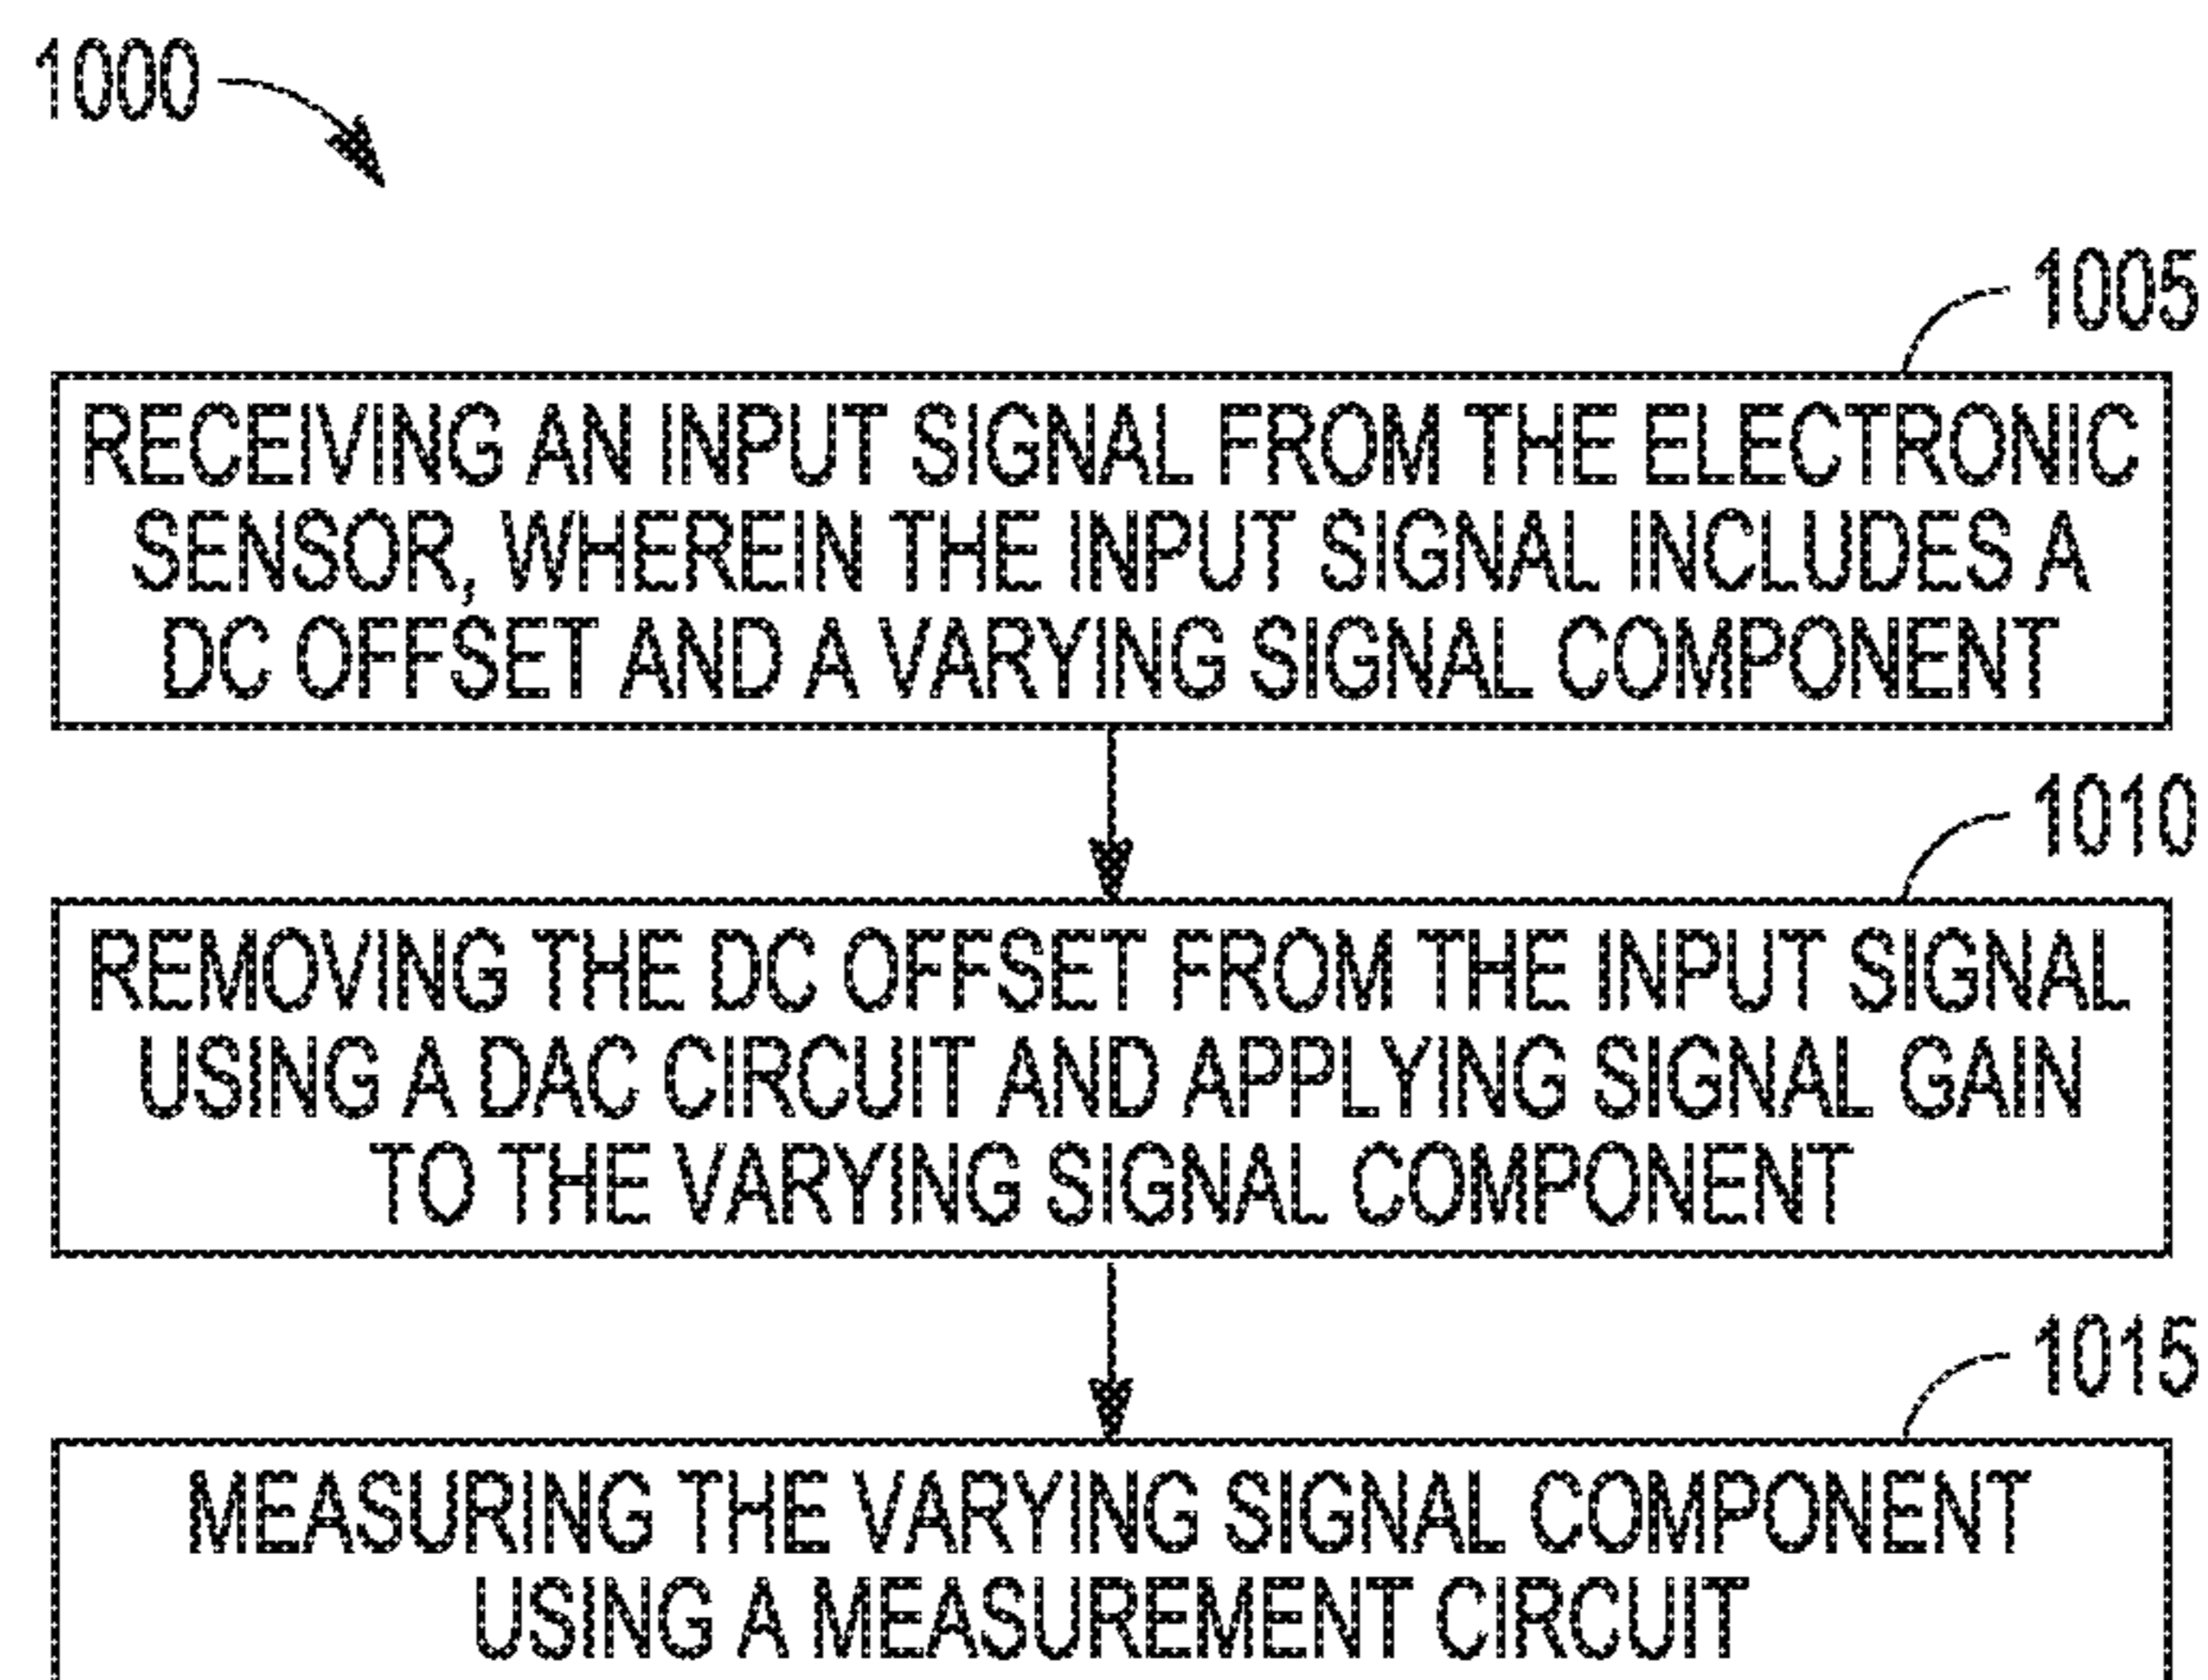 1000
1005
RECEIVING AN INPUT SIGNAL FROM THE ELECTRONIC
SENSOR, WHEREIN THE INPUT SIGNAL INCLUDES A
DC OFFSET AND A VARYING SIGNAL COMPONENT
1010
REMOVING THE DC OFFSET FROM THE INPUT SIGNAL
USING A DAC CIRCUIT AND APPLYING SIGNAL GAIN
TO THE VARYING SIGNAL COMPONENT
1015
MEASURING THE VARYING SIGNAL COMPONENT
USING A MEASUREMENT CIRCUIT